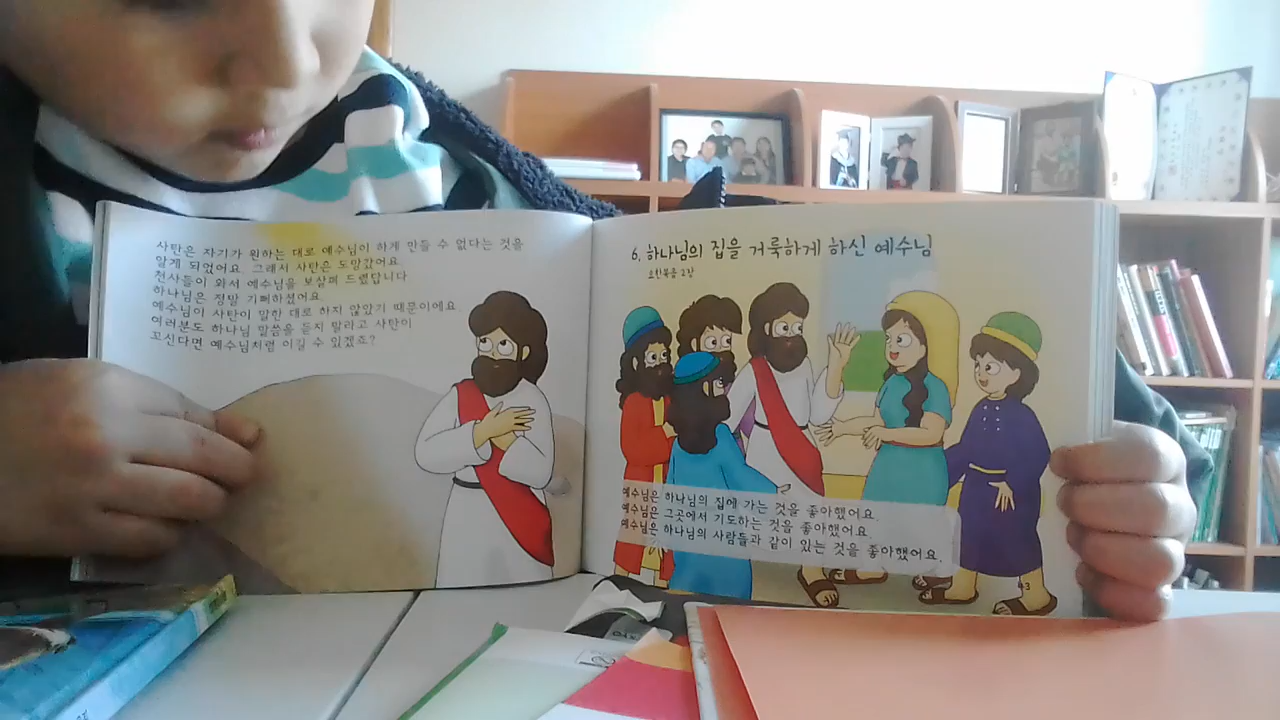 사탄은 자기가 원하는 대로 예수님이 하게 만들 수 없다는 것을
알게 되었어요. 그래서 사탄은 도망갔어요.
천사들이 와서 예수님을 보살펴 드렸답니다
하나님은 정말 기뻐하셨어요.
예수님이 사탄이 말한 대로 하지 않았기 때문이에요.
여러분도 하나님 말씀을 듣지 말라고 사탄이
꼬신다면 예수님처럼 이길 수 있겠죠?
6. 하나님의 집을 거룩하게 하신 예수님
요한복음 2장
예수님은 하나님의 집에 가는 것을 좋아했어요.
예수님은 그곳에서 기도하는 것을 좋아했어요.
예수님은 하나님의 사람들과 같이 있는 것을 좋아했어요.